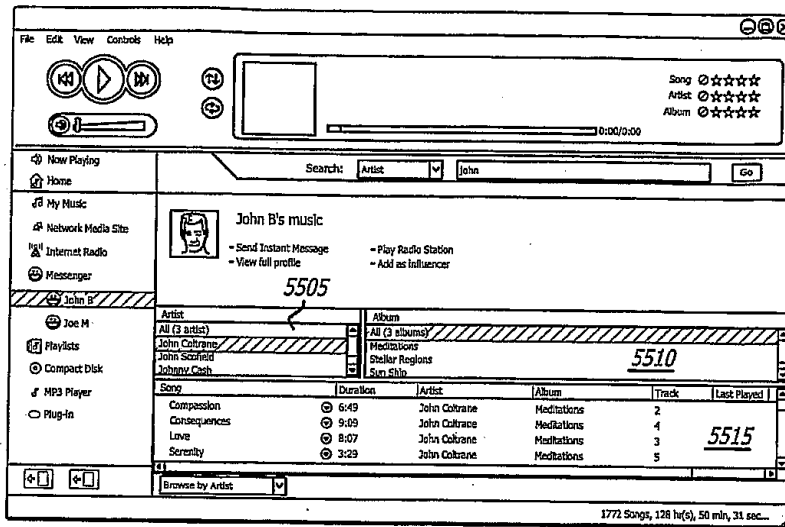 File Edit View Controls Help
Song
Artist
Album
0:00/0:00
Now Playing
Home
Search: Artist John Go
My Music
Network Media Site
Internet Radio
Messenger
John B
Joe M
Playlists
Compact Disk
MP3 Player
Plug-in
John B's music
- Send Instant Message - Play Radio Station
- View full profile - Add as influencer
5505
Artist
All (3 artist)
John Coltrane
John Scofield
Johnny Cash
Album
All (3 albums)
Meditations
Stellar Regions
Sun Ship
5510
Song Duration Artist Album Track Last Played
Compassion 6:49 John Coltrane Meditations 2
Consequences 9:09 John Coltrane Meditations 4
Love 8:07 John Coltrane Meditations 3
Serenity 3:29 John Coltrane Meditations 5
5515
Browse by Artist
1772 Songs, 128 hr(s), 50 min, 31 sec...